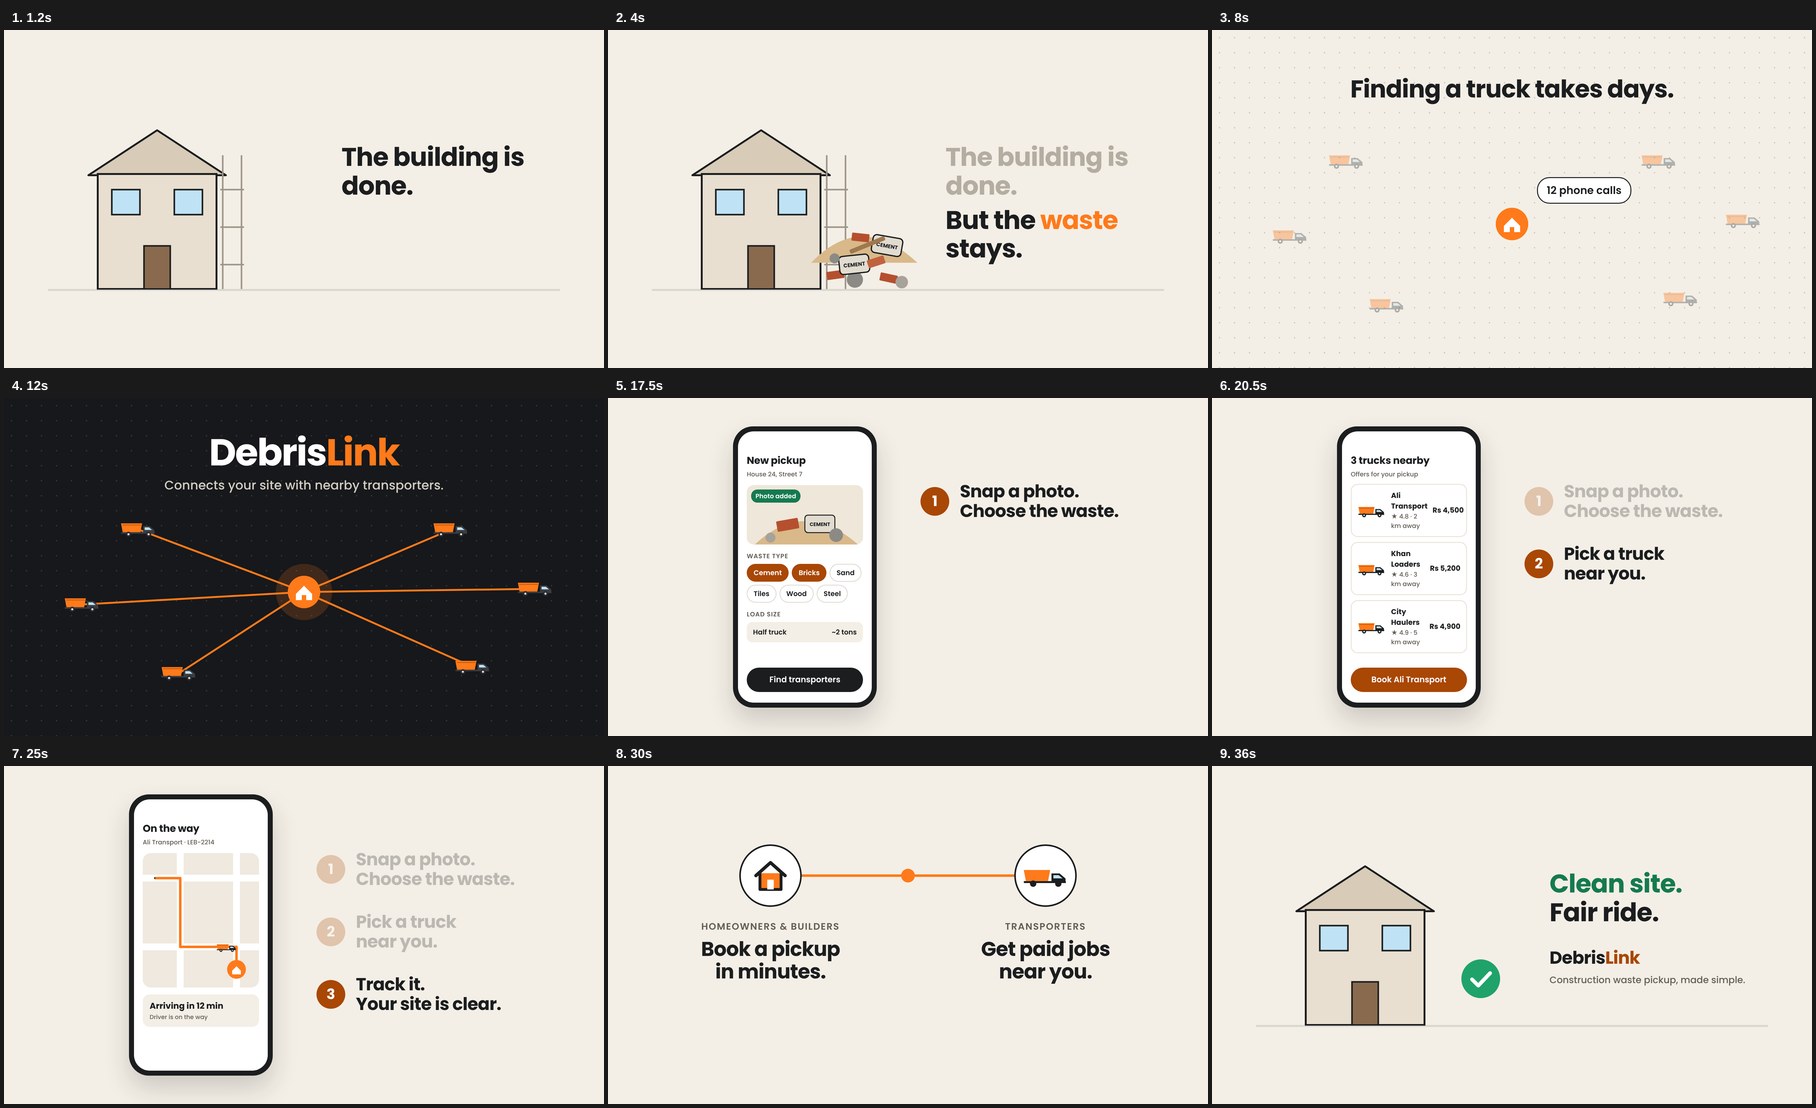 1. 1.2s
The building is
done.
2. 4s
The building is
done.
But the waste
stays.
CEMENT
CEMENT
3. 8s
Finding a truck takes days.
12 phone calls
4. 12s
DebrisLink
Connects your site with nearby transporters.
5. 17.5s
New pickup
House 24, Street 7
Photo added
CEMENT
WASTE TYPE
Cement Bricks Sand
Tiles Wood Steel
LOAD SIZE
Half truck ~2 tons
Find transporters
1
Snap a photo.
Choose the waste.
6. 20.5s
3 trucks nearby
Offers for your pickup
Ali
Transport
★ 4.8 · 2
km away
Rs 4,500
Khan
Loaders
★ 4.6 · 3
km away
Rs 5,200
City
Haulers
★ 4.9 · 5
km away
Rs 4,900
Book Ali Transport
1
Snap a photo.
Choose the waste.
2
Pick a truck
near you.
7. 25s
On the way
Ali Transport · LEB-2214
Arriving in 12 min
Driver is on the way
1
Snap a photo.
Choose the waste.
2
Pick a truck
near you.
3
Track it.
Your site is clear.
8. 30s
HOMEOWNERS & BUILDERS
Book a pickup
in minutes.
TRANSPORTERS
Get paid jobs
near you.
9. 36s
Clean site.
Fair ride.
DebrisLink
Construction waste pickup, made simple.